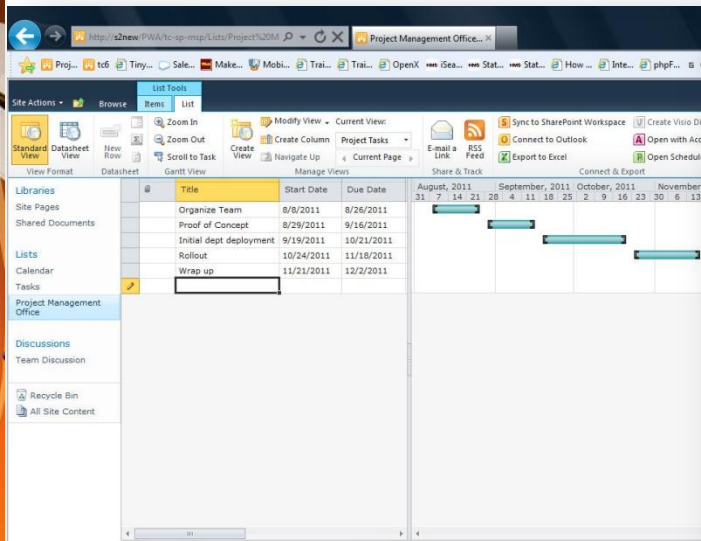 http://s2new/PWA/tc-sp-msp/Lists/Project%20M
Project Management Office...
Proj... tc6 Tiny... Sale... Make... Mobi... Trai... Trai... OpenX iSea... Stat... Stat... How ... Inte... phpF...
List Tools
Site Actions Browse Items List
Standard View
Datasheet View
New Row
Zoom In
Zoom Out
Scroll to Task
Create View
Modify View
Create Column
Navigate Up
Current View:
Project Tasks
Current Page
E-mail a Link
RSS Feed
Sync to SharePoint Workspace
Connect to Outlook
Export to Excel
Create Visio Di
Open with Acc
Open Schedul
View Format Datasheet Gantt View Manage Views Share & Track Connect & Export
Libraries
Site Pages
Shared Documents
Lists
Calendar
Tasks
Project Management
Office
Discussions
Team Discussion
Recycle Bin
All Site Content
Title Start Date Due Date
Organize Team 8/8/2011 8/26/2011
Proof of Concept 8/29/2011 9/16/2011
Initial dept deployment 9/19/2011 10/21/2011
Rollout 10/24/2011 11/18/2011
Wrap up 11/21/2011 12/2/2011
August, 2011 September, 2011 October, 2011 November
31 7 14 21 28 4 11 18 25 2 9 16 23 30 6 13